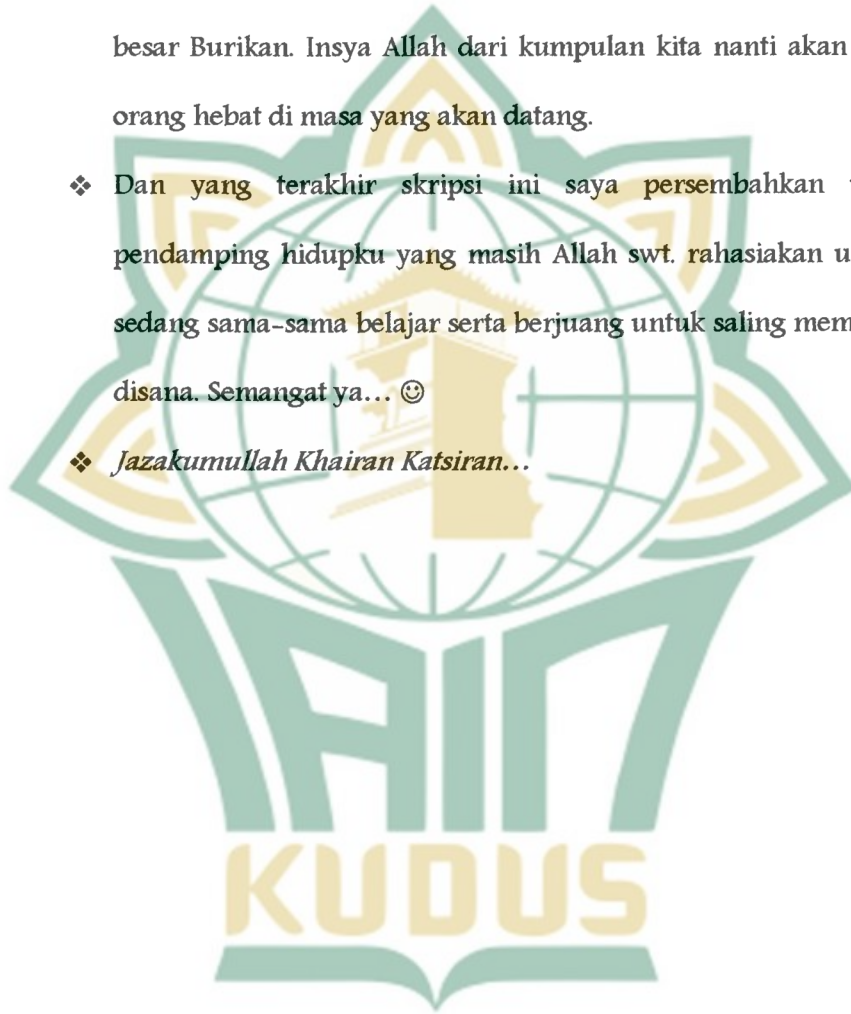 besar Burikan. Insya Allah dari kumpulan kita nanti akan
orang hebat di masa yang akan datang.
❖ Dan yang terakhir skripsi ini saya persembahkan
pendamping hidupku yang masih Allah swt. rahasiakan
sedang sama-sama belajar serta berjuang untuk saling
disana. Semangat ya... ☺
❖ Jazakumullah Khairan Katsiran...
IAIN
KUDUS